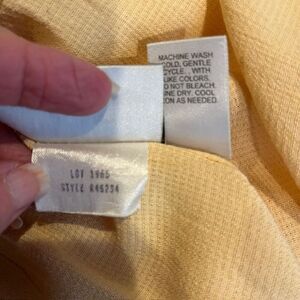 MACHINE WASH
COLD, GENTLE
CYCLE. WITH
LIKE COLORS.
DO NOT BLEACH.
LINE DRY. COOL
IRON AS NEEDED.
LOT 1965
STYLE R45234